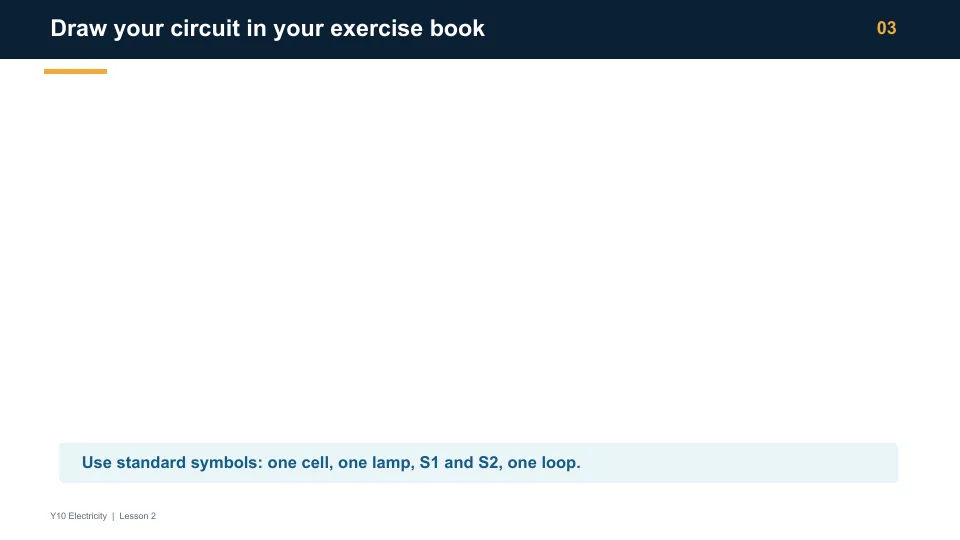 Draw your circuit in your exercise book
03
Use standard symbols: one cell, one lamp, S1 and S2, one loop.
Y10 Electricity | Lesson 2